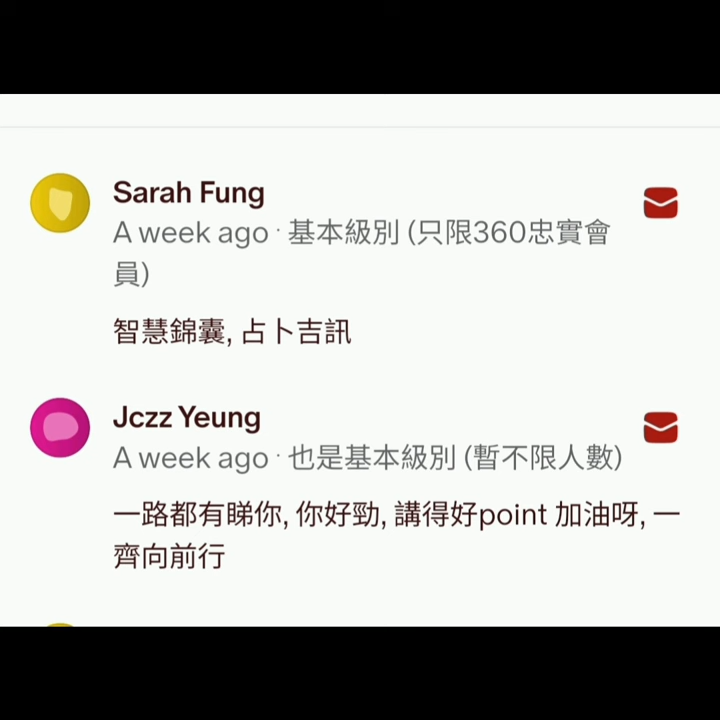 Sarah Fung
A week ago · 基本級別 (只限360忠實會
員)
智慧錦囊, 占卜吉訊
Jczz Yeung
A week ago · 也是基本級別 (暫不限人數)
一路都有睇你, 你好勁, 講得好point 加油呀, 一
齊向前行